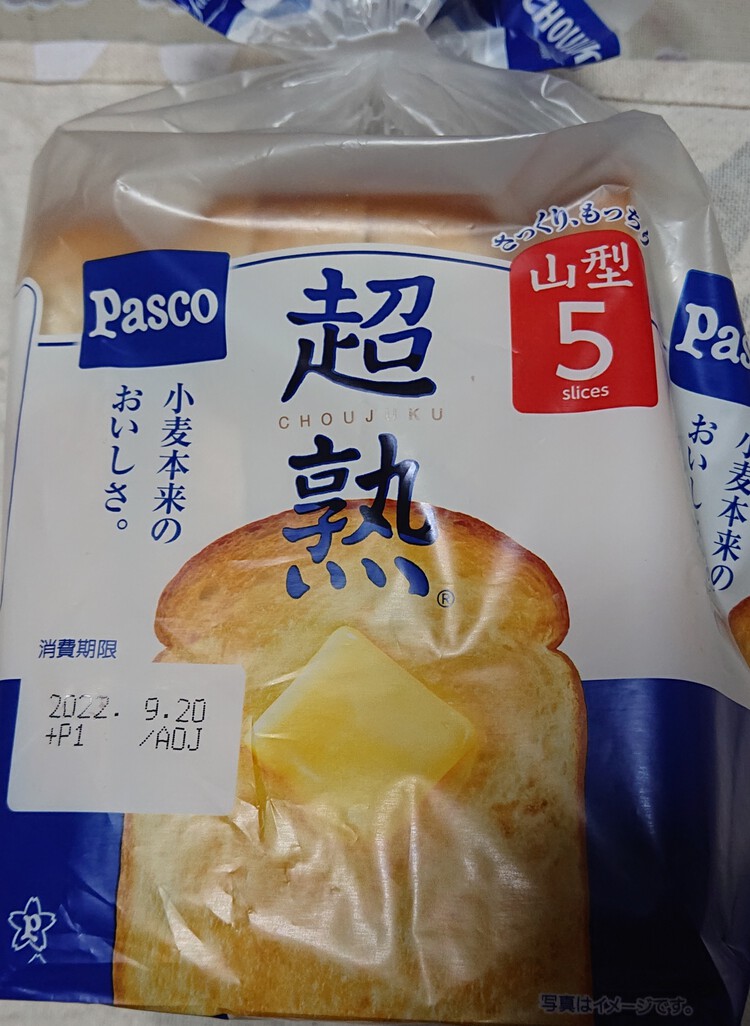 CHOU
さっくり、もっちり
Pasco
超熟
CHOUJUKU
山型
5
slices
小麦本来の
おいしさ。
®
消費期限
2022. 9.20
+P1 /AOJ
P
写真はイメージです。
Pas
小麦本来の
おいし